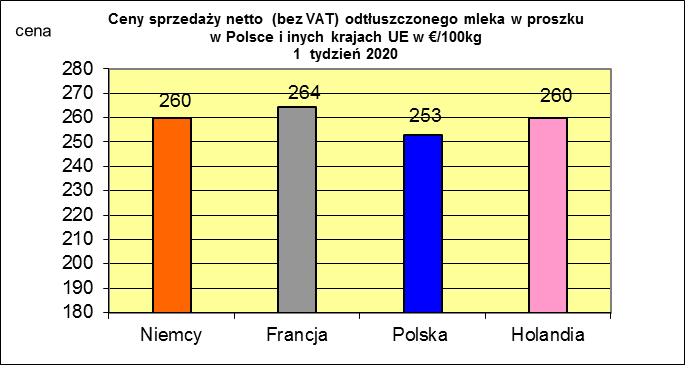 Ceny sprzedaży netto (bez VAT) odtłuszczonego mleka w proszku
w Polsce i inych krajach UE w €/100kg
1 tydzień 2020
cena
280
270
260
250
240
230
220
210
200
190
180
260
264
253
260
Niemcy
Francja
Polska
Holandia